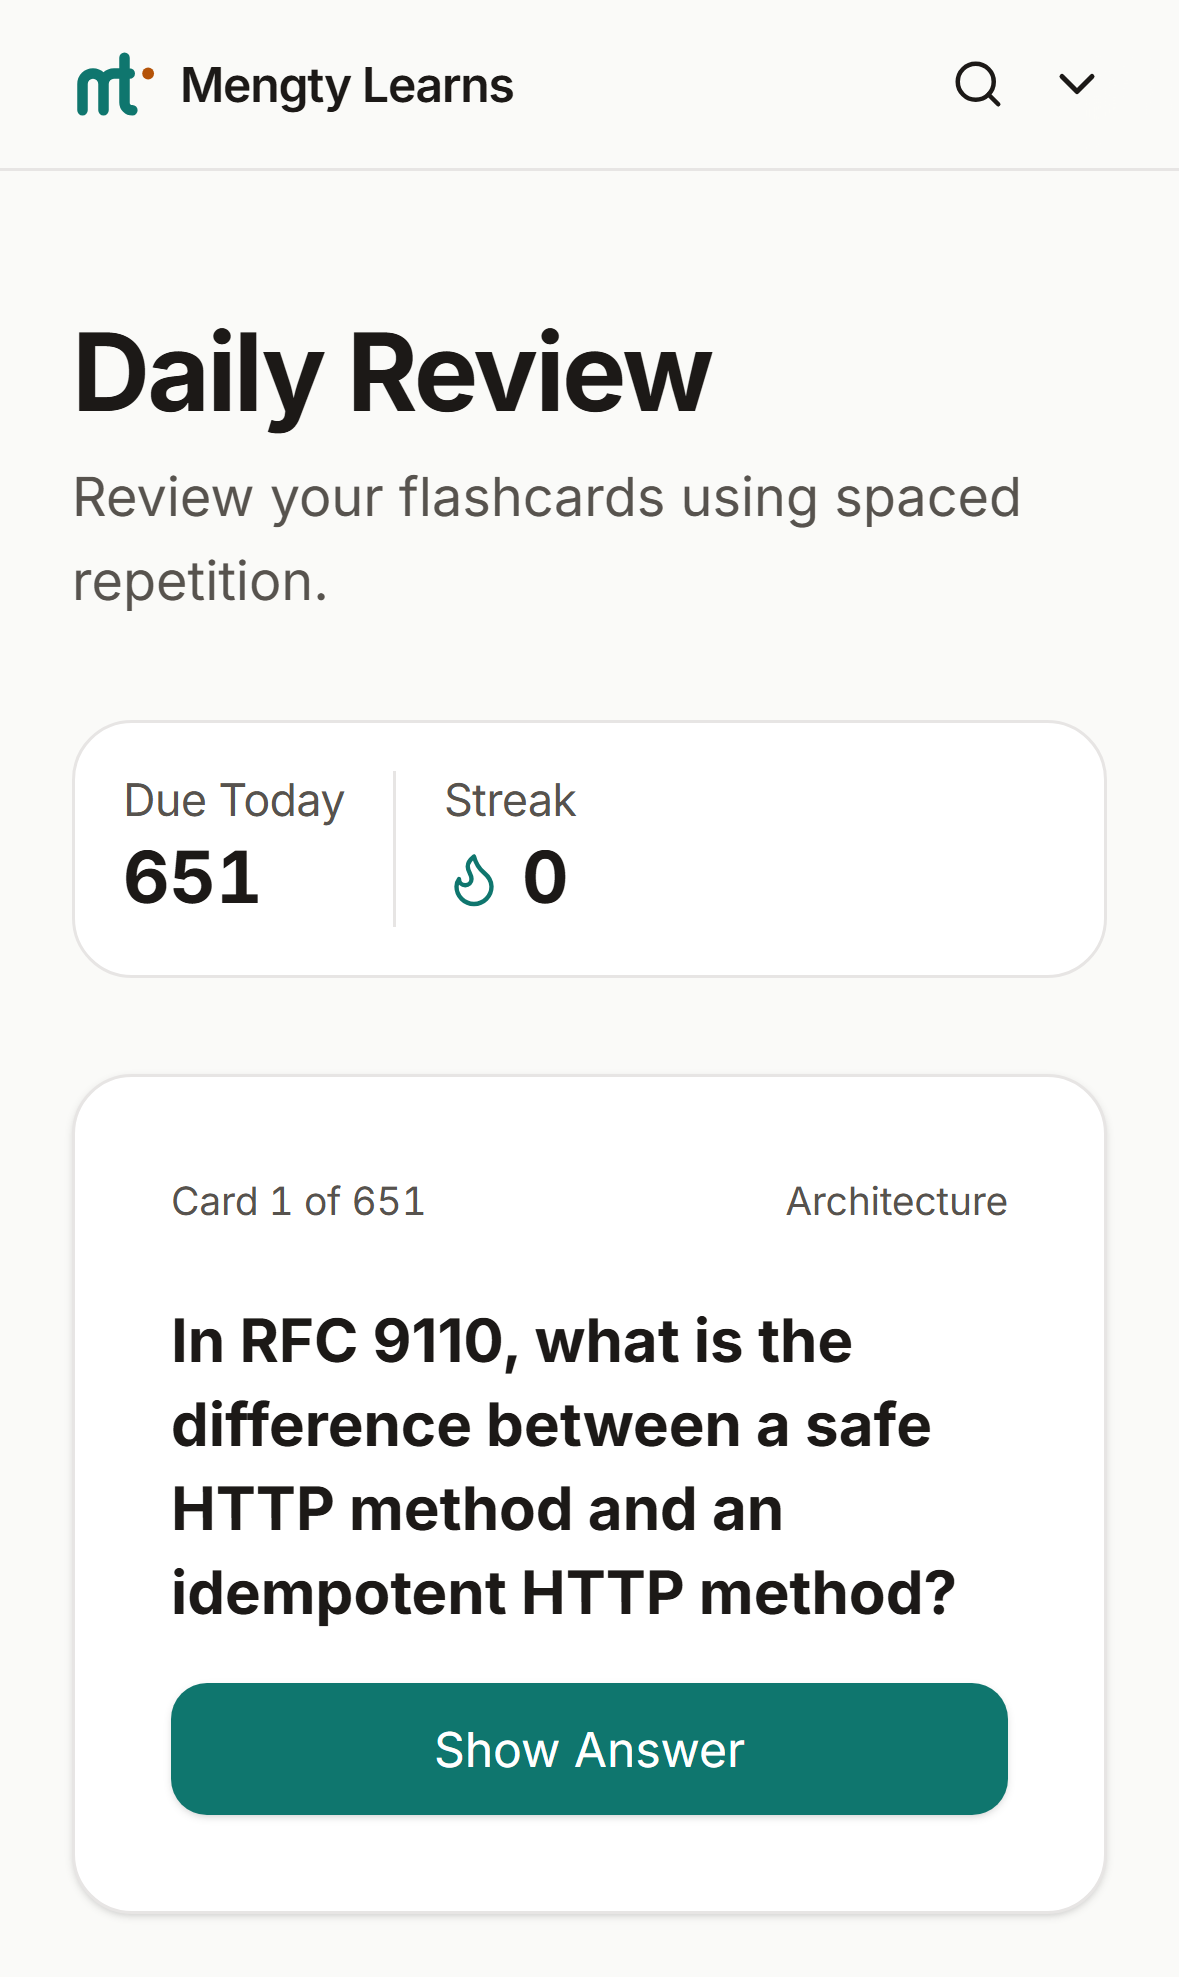 mt
Mengty Learns
Daily Review
Review your flashcards using spaced
repetition.
Due Today
651
Streak
0
Card 1 of 651
Architecture
In RFC 9110, what is the
difference between a safe
HTTP method and an
idempotent HTTP method?
Show Answer